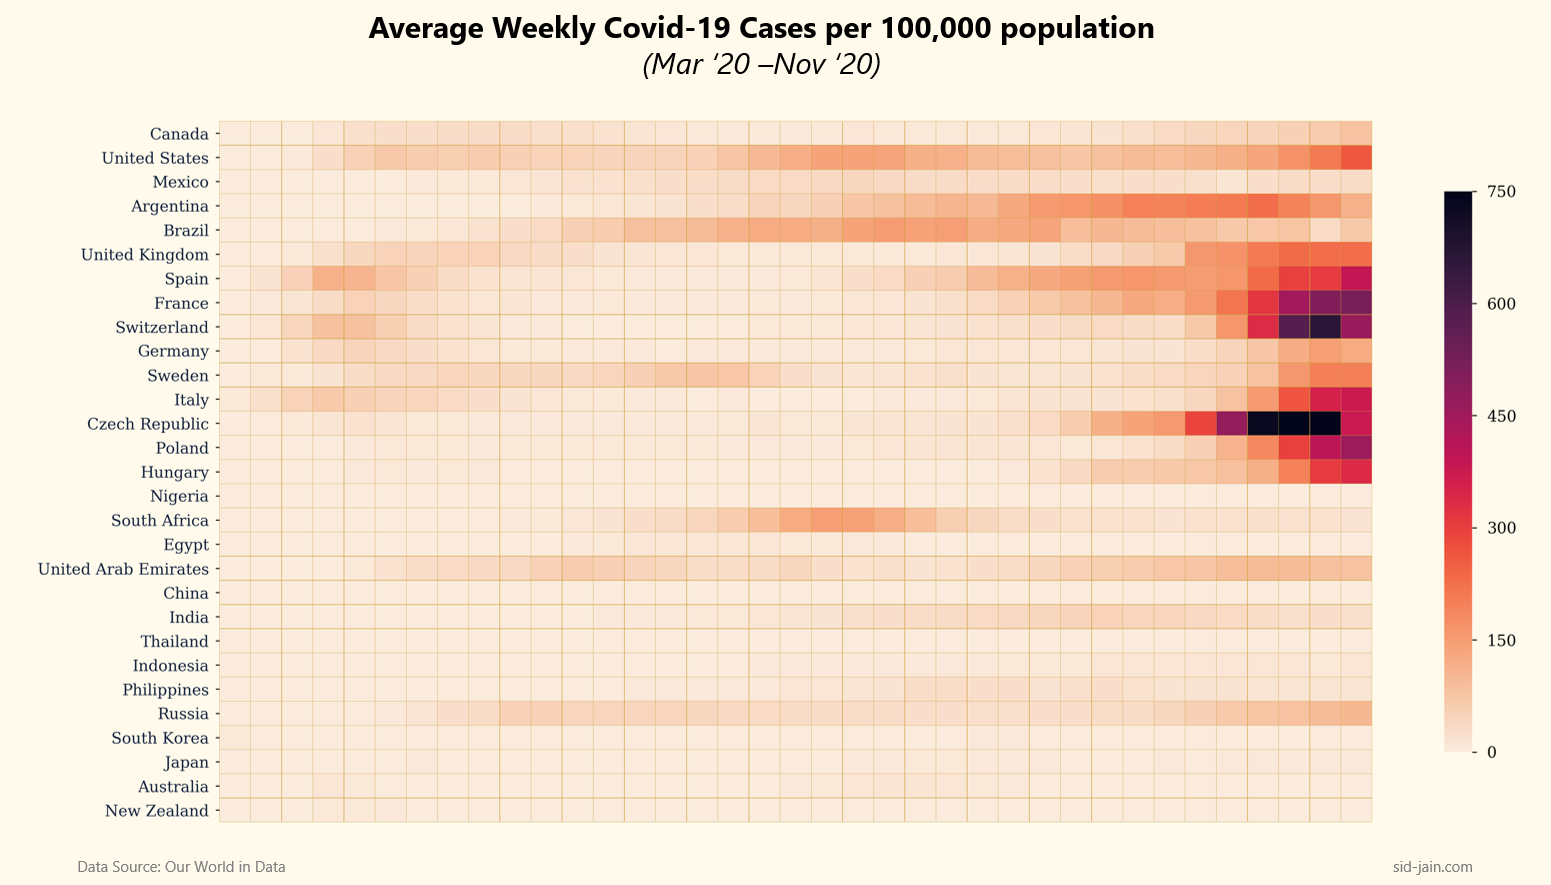 Average Weekly Covid-19 Cases per 100,000 population
(Mar ‘20 –Nov ‘20)
Canada
United States
Mexico
Argentina
Brazil
United Kingdom
Spain
France
Switzerland
Germany
Sweden
Italy
Czech Republic
Poland
Hungary
Nigeria
South Africa
Egypt
United Arab Emirates
China
India
Thailand
Indonesia
Philippines
Russia
South Korea
Japan
Australia
New Zealand
750
600
450
300
150
0
Data Source: Our World in Data
sid-jain.com